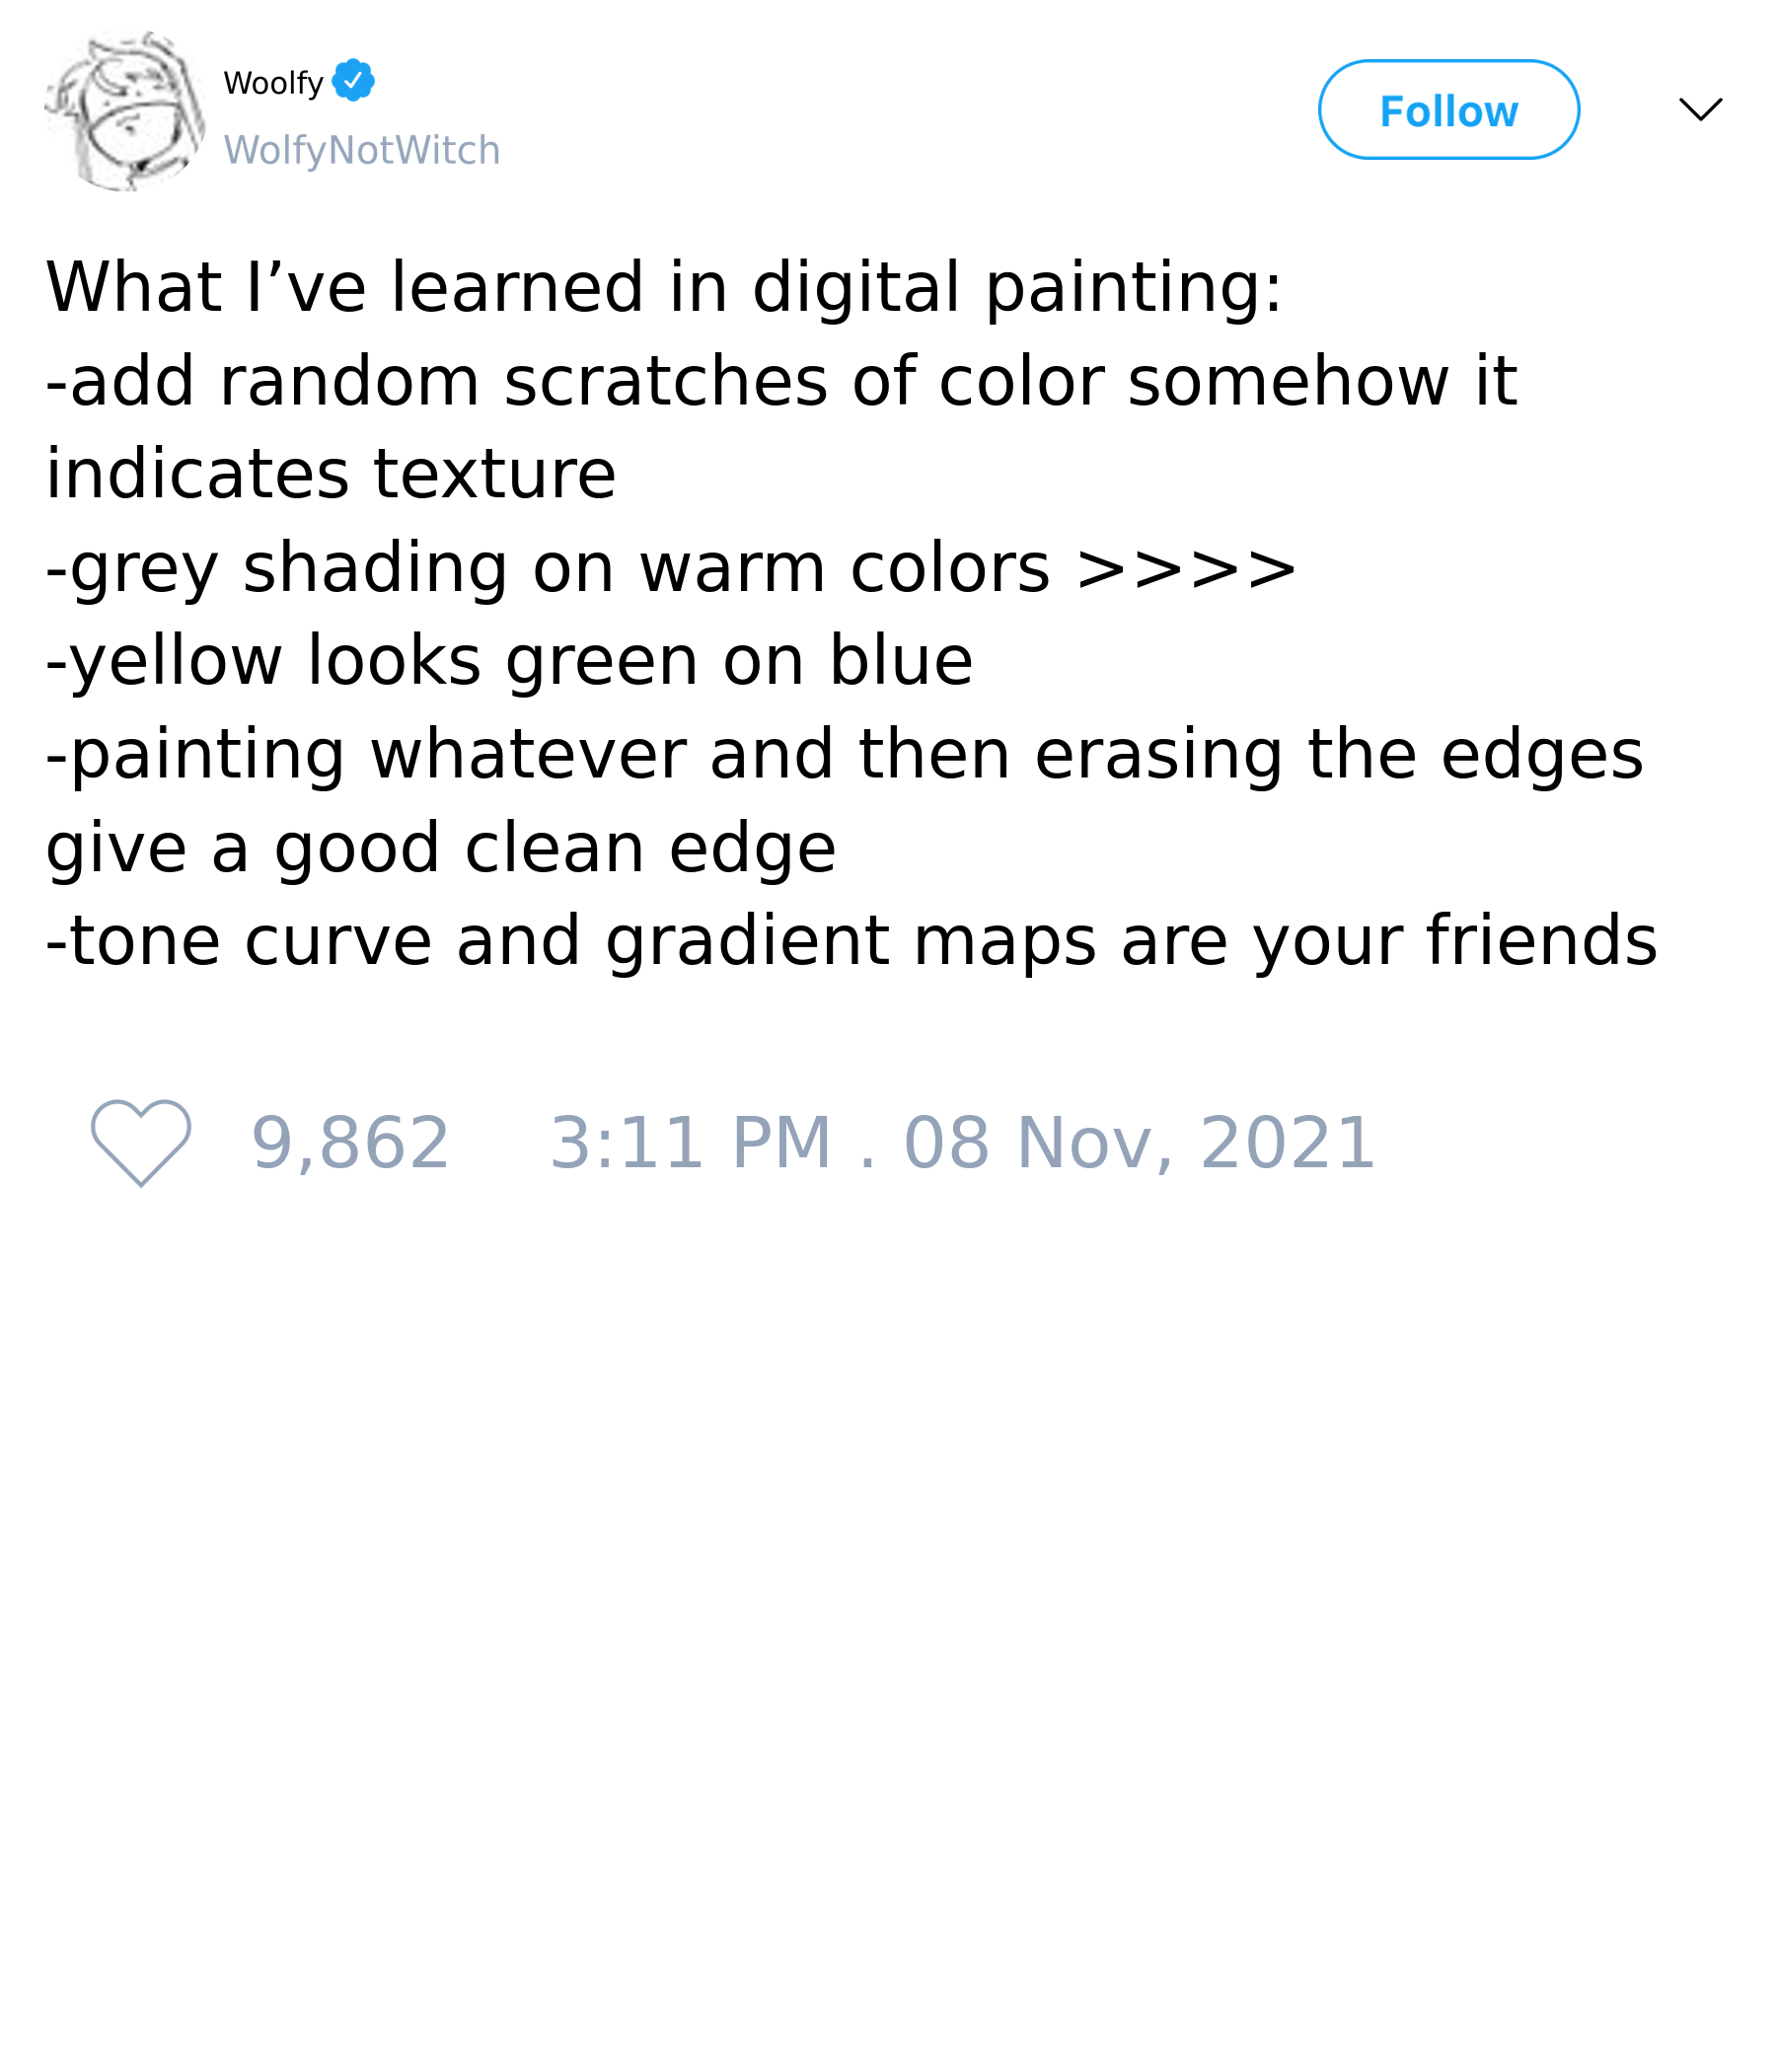 Woolfy
WolfyNotWitch
Follow
What I’ve learned in digital painting:
-add random scratches of color somehow it
indicates texture
-grey shading on warm colors >>>>
-yellow looks green on blue
-painting whatever and then erasing the edges
give a good clean edge
-tone curve and gradient maps are your friends
9,862 3:11 PM . 08 Nov, 2021